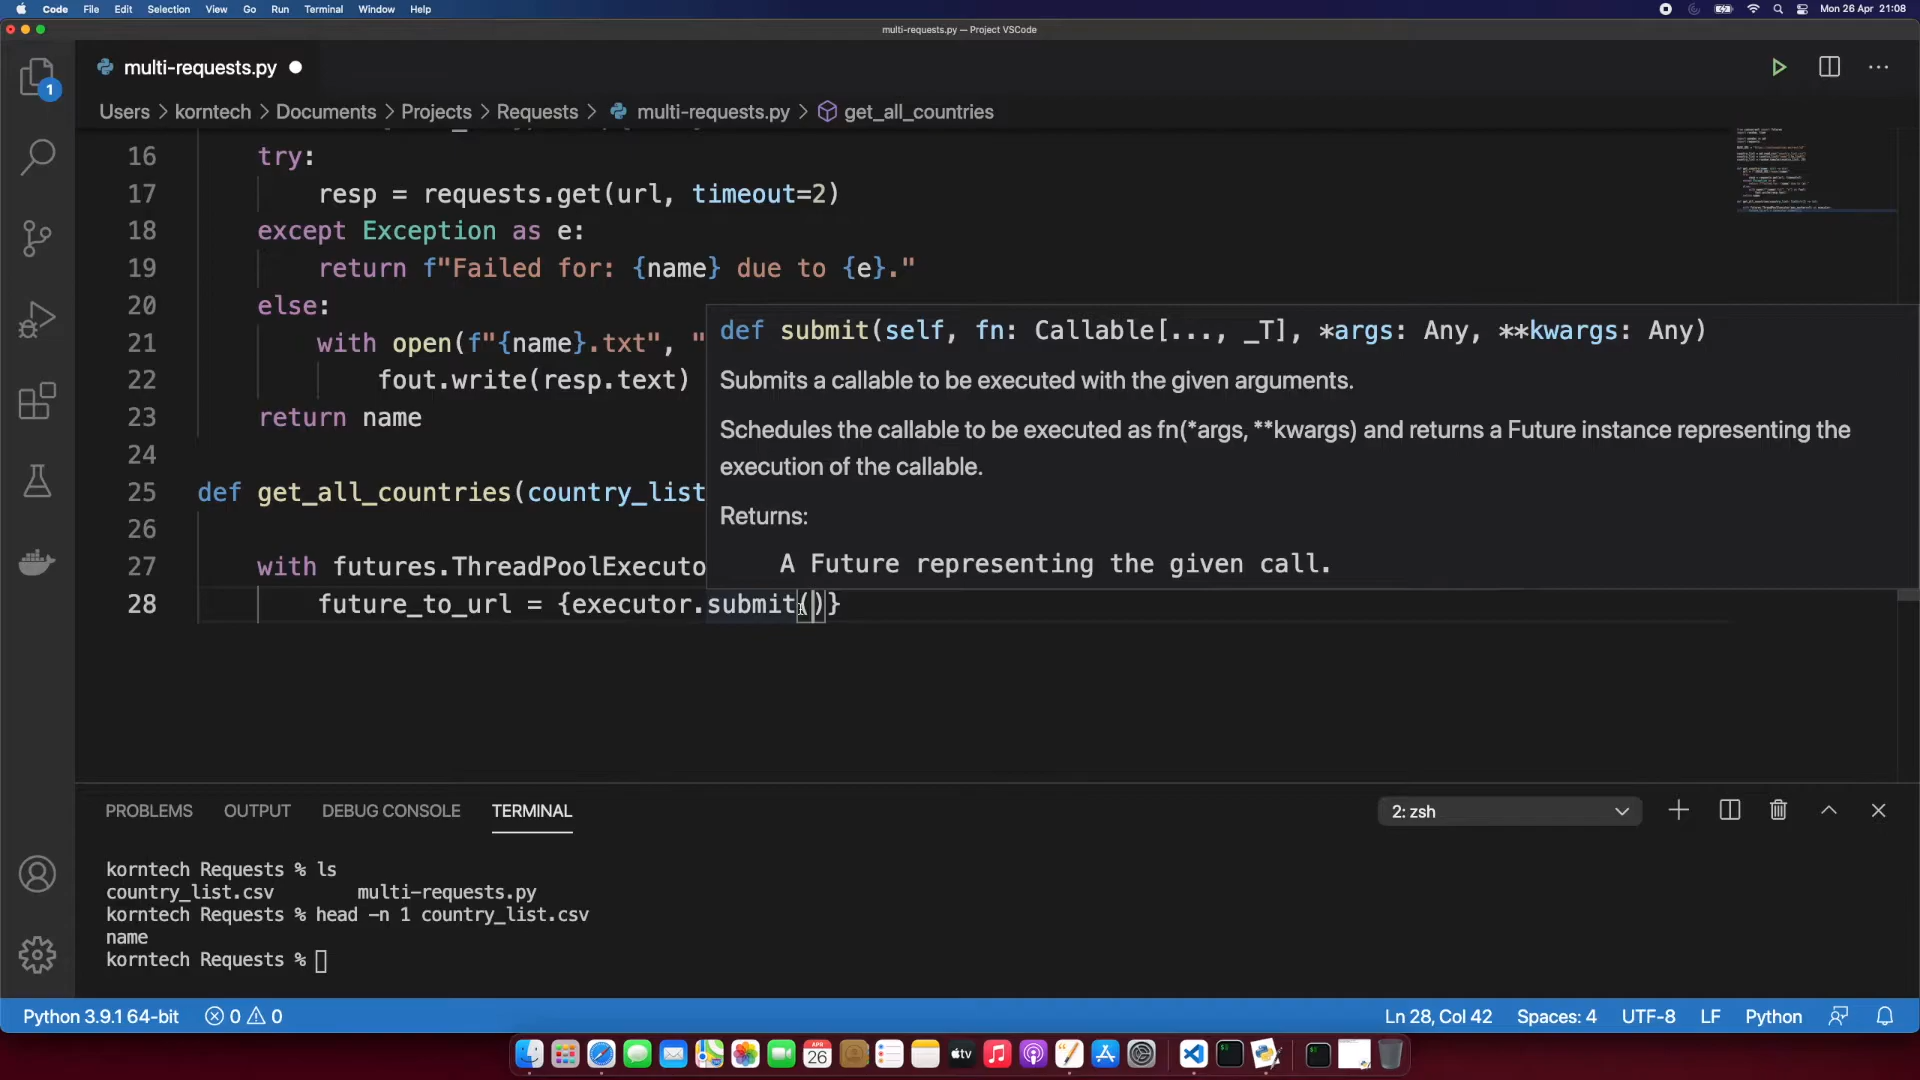 Code File Edit Selection View Go Run Terminal Window Help Mon 26 Apr 21:08
multi-requests.py — Project VSCode
multi-requests.py
1
Users > korntech > Documents > Projects > Requests > multi-requests.py > get_all_countries
16 try:
17 resp = requests.get(url, timeout=2)
18 except Exception as e:
19 return f"Failed for: {name} due to {e}."
20 else:
21 with open(f"{name}.txt", "
22 fout.write(resp.text)
23 return name
24
25 def get_all_countries(country_list
26
27 with futures.ThreadPoolExecuto
28 future_to_url = {executor.submit()}
def submit(self, fn: Callable[..., _T], *args: Any, **kwargs: Any)
Submits a callable to be executed with the given arguments.
Schedules the callable to be executed as fn(*args, **kwargs) and returns a Future instance representing the
execution of the callable.
Returns:
A Future representing the given call.
PROBLEMS OUTPUT DEBUG CONSOLE TERMINAL 2: zsh
korntech Requests % ls
country_list.csv multi-requests.py
korntech Requests % head -n 1 country_list.csv
name
korntech Requests %
Python 3.9.1 64-bit 0 0 Ln 28, Col 42 Spaces: 4 UTF-8 LF Python
APR
26
tv